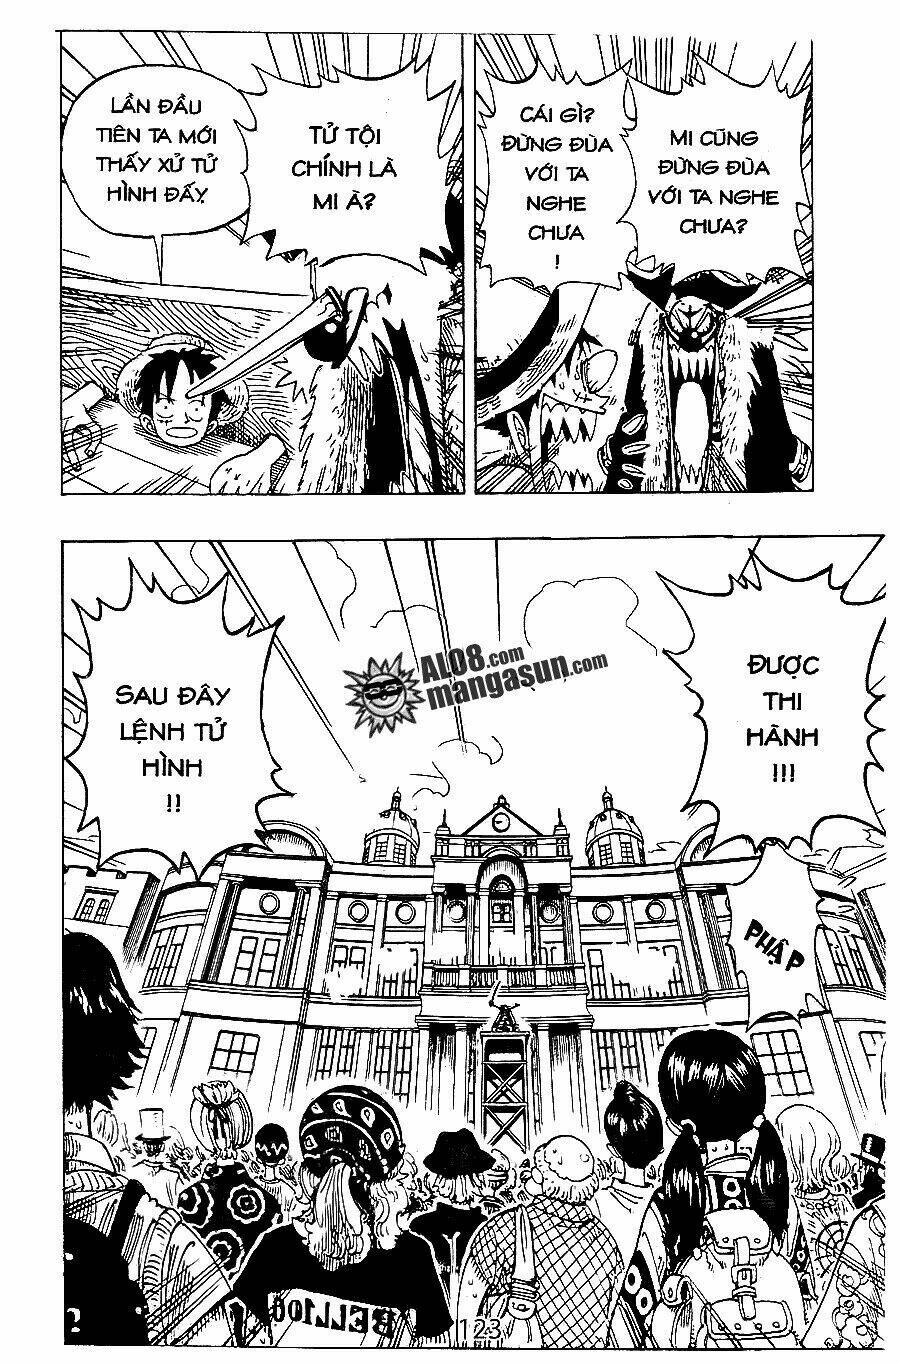 LẦN ĐẦU
TIÊN TA MỚI
THẤY XỬ TỬ
HÌNH ĐẤY.
TỬ TỘI
CHÍNH LÀ
MI À?
CÁI GÌ?
ĐỪNG ĐÙA
VỚI TA
NGHE
CHƯA
!
MI CŨNG
ĐỪNG ĐÙA
VỚI TA NGHE
CHƯA?
SAU ĐÂY
LỆNH TỬ
HÌNH
!!
ĐƯỢC
THI
HÀNH
!!!
AL08.com
mangasun.com
PHẬP
BELL100
123